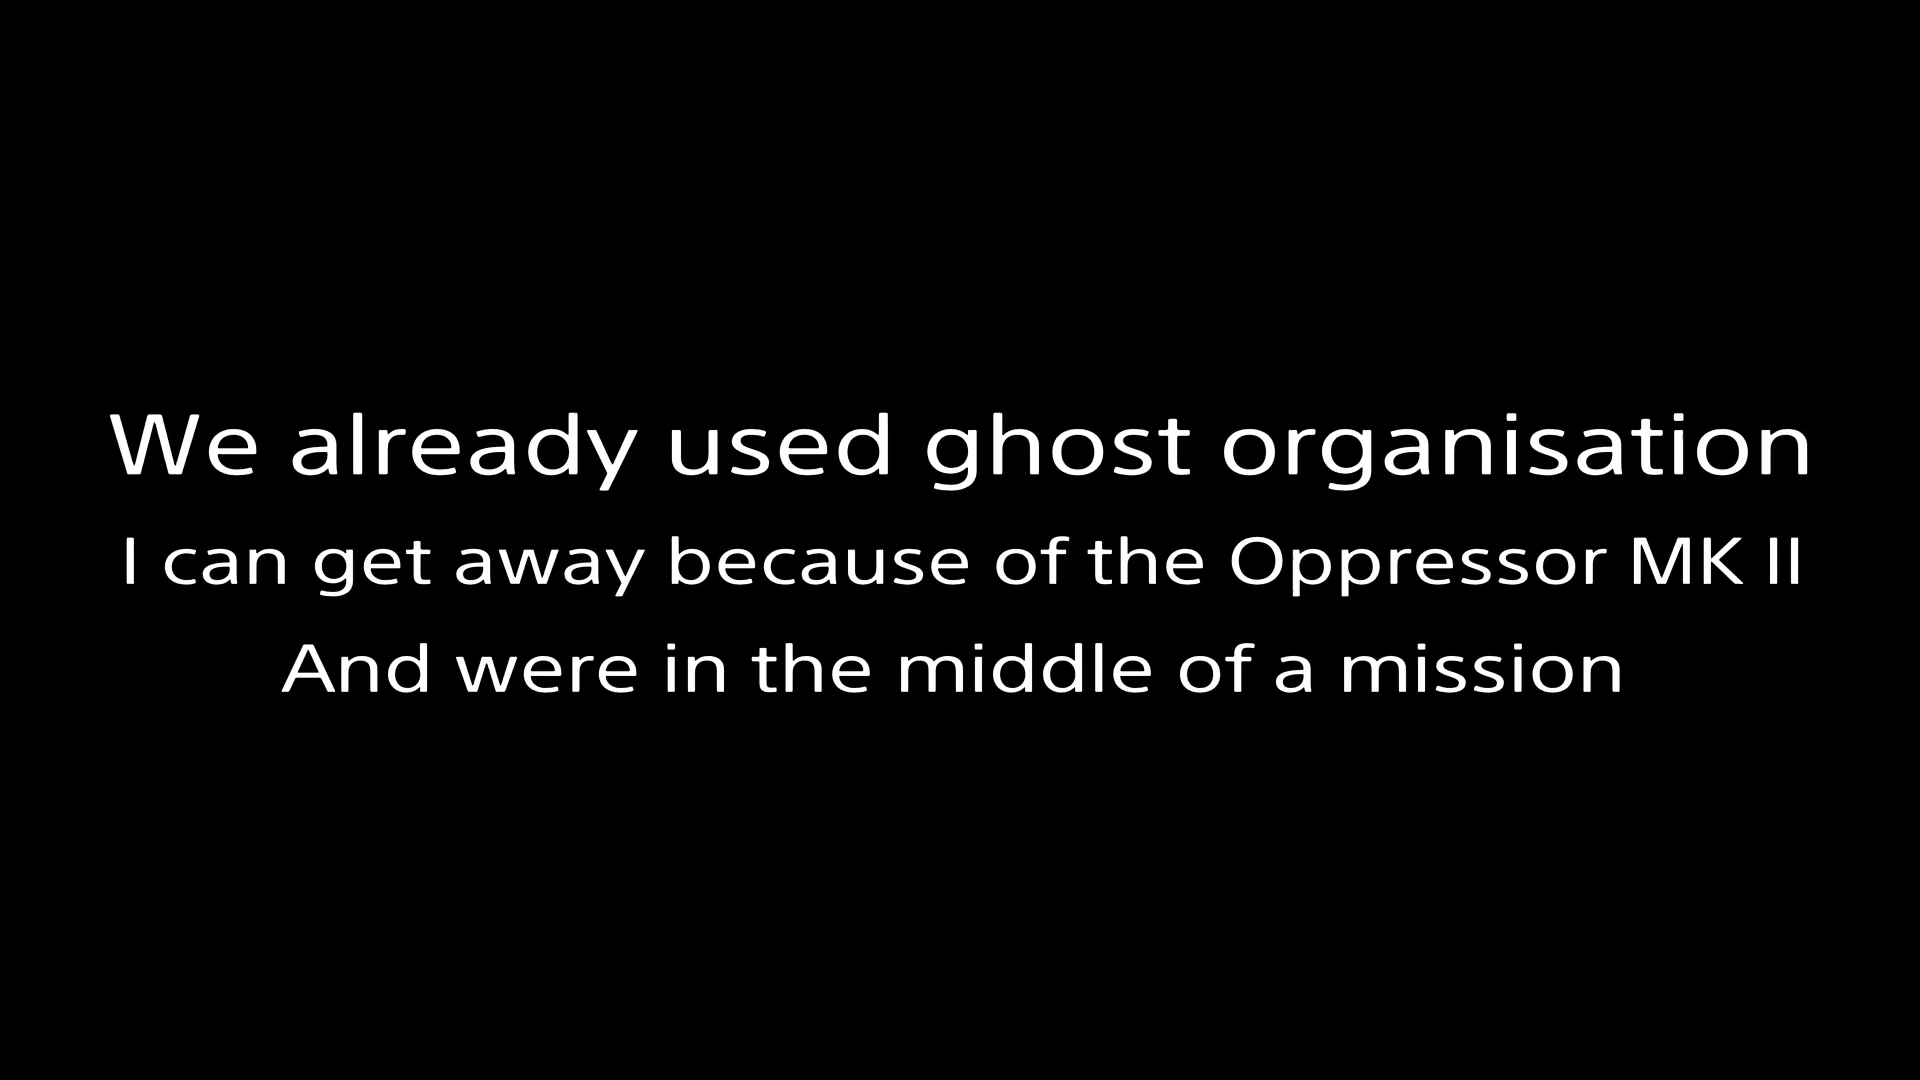 We already used ghost organisation
I can get away because of the Oppressor MK II
And were in the middle of a mission